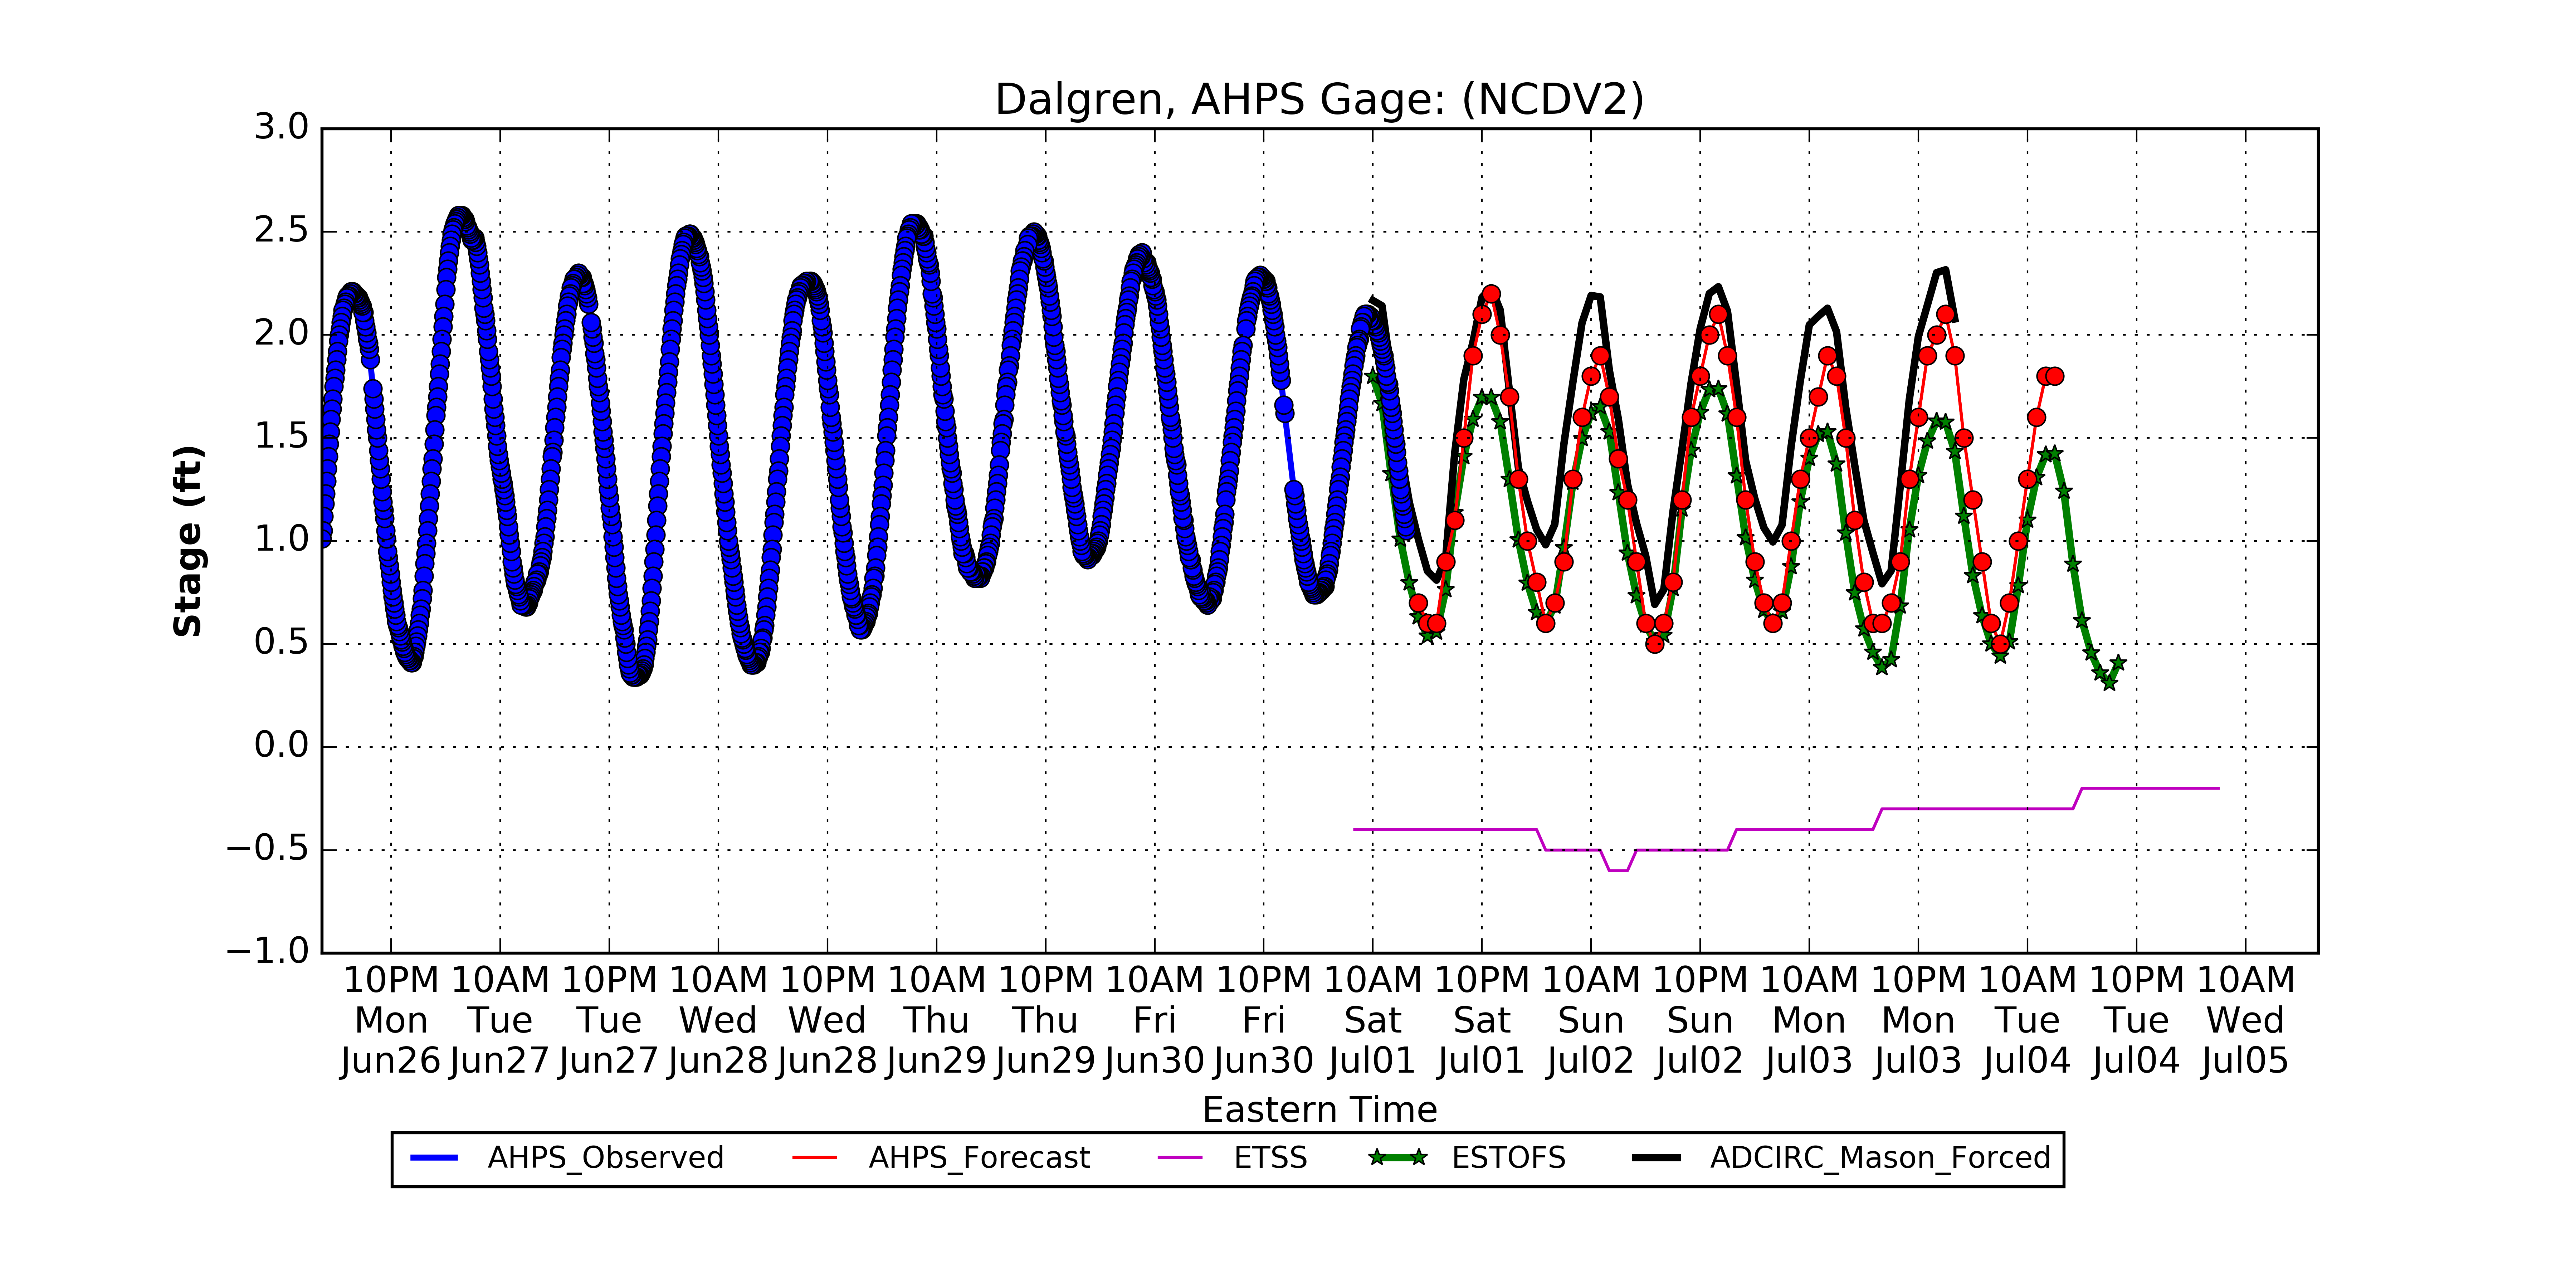 Dalgren, AHPS Gage: (NCDV2)
3.0
2.5
2.0
1.5
1.0
0.5
0.0
−0.5
−1.0
Stage (ft)
10PM 10AM 10PM 10AM 10PM 10AM 10PM 10AM 10PM 10AM 10PM 10AM 10PM 10AM 10PM 10AM 10PM 10AM
Mon Tue Tue Wed Wed Thu Thu Fri Fri Sat Sat Sun Sun Mon Mon Tue Tue Wed
Jun26 Jun27 Jun27 Jun28 Jun28 Jun29 Jun29 Jun30 Jun30 Jul01 Jul01 Jul02 Jul02 Jul03 Jul03 Jul04 Jul04 Jul05
Eastern Time
AHPS_Observed AHPS_Forecast ETSS ESTOFS ADCIRC_Mason_Forced